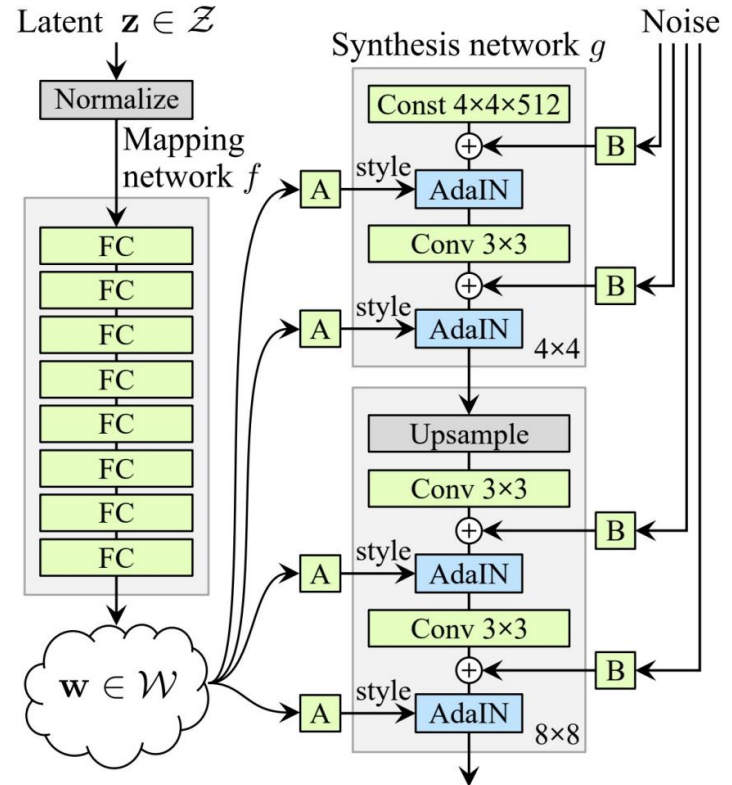 Latent z ∈ 𝒵
Normalize
Mapping
network f
FC
FC
FC
FC
FC
FC
FC
FC
w ∈ 𝒲
Synthesis network g
Noise
Const 4×4×512
B
A
style
AdaIN
Conv 3×3
B
A
style
AdaIN
4×4
Upsample
Conv 3×3
B
A
style
AdaIN
Conv 3×3
B
A
style
AdaIN
8×8